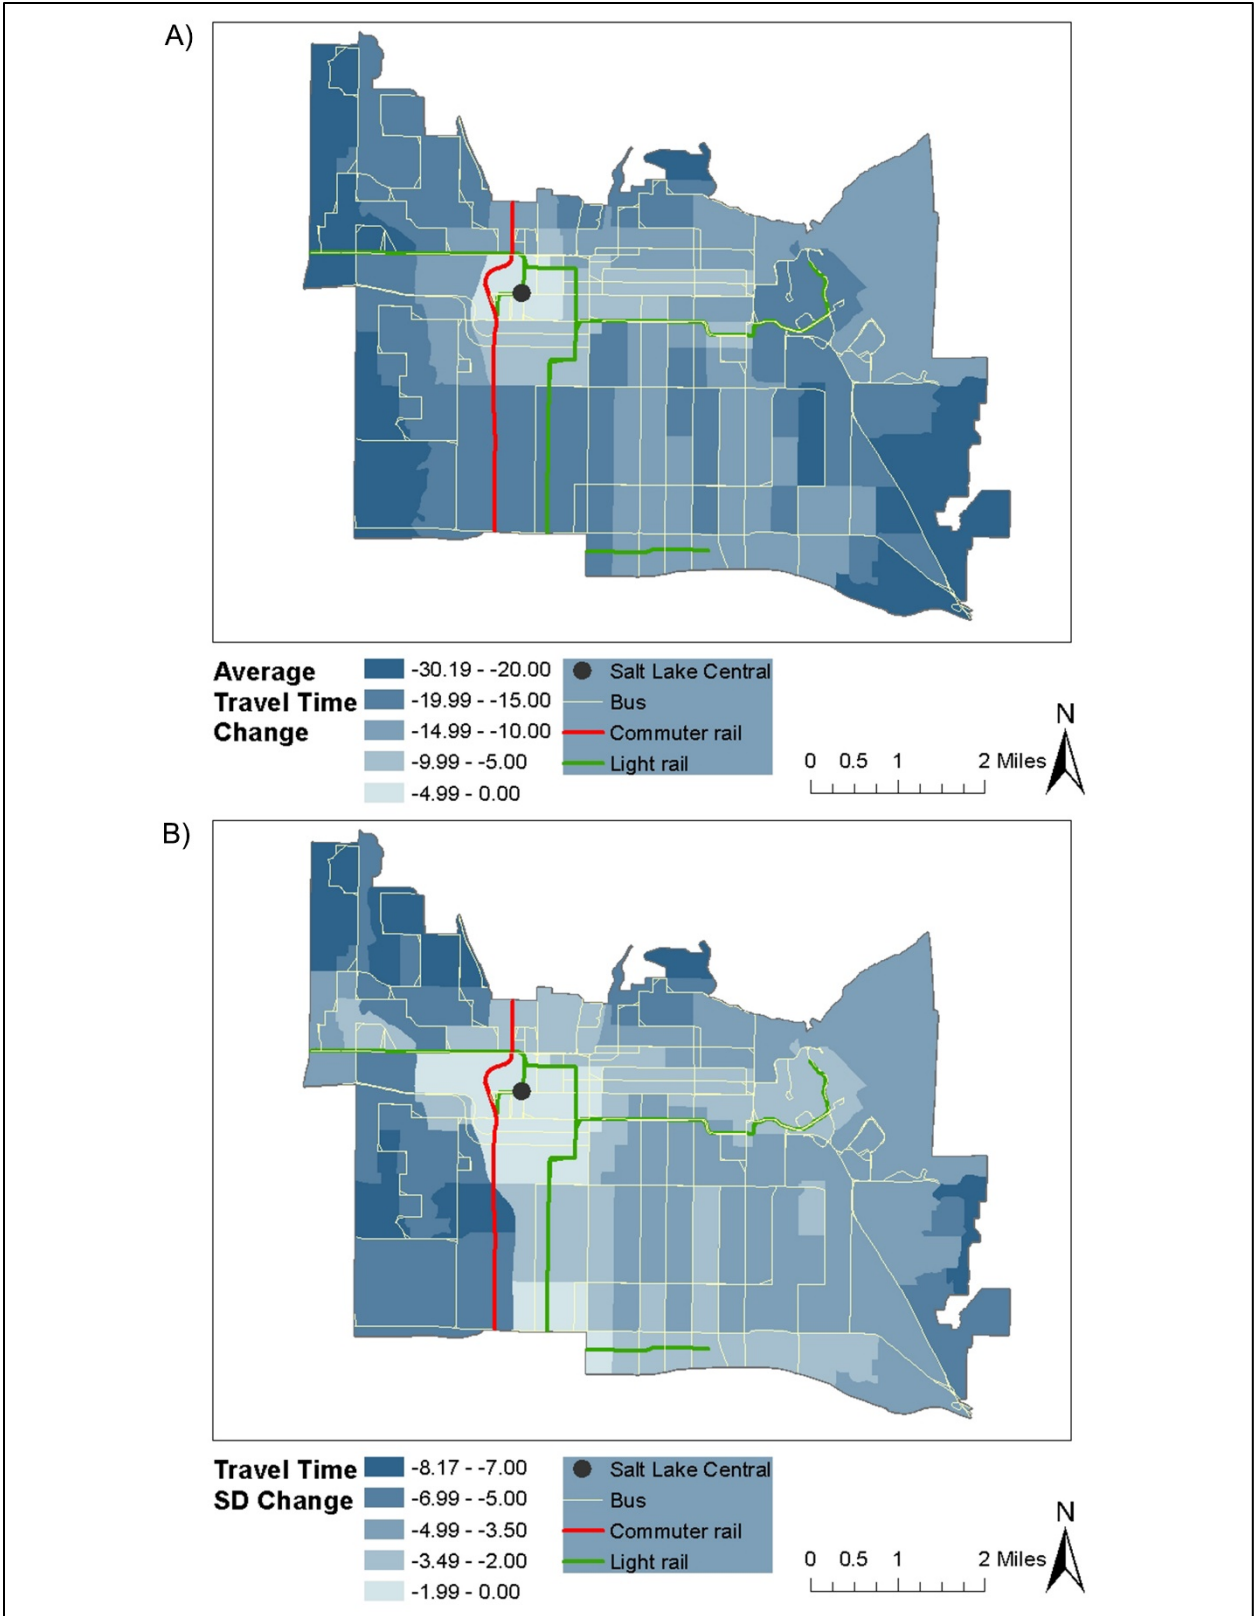 A)
Average
Travel Time
Change
-30.19 - -20.00
-19.99 - -15.00
-14.99 - -10.00
-9.99 - -5.00
-4.99 - 0.00
Salt Lake Central
Bus
Commuter rail
Light rail
0 0.5 1 2 Miles
N
B)
Travel Time
SD Change
-8.17 - -7.00
-6.99 - -5.00
-4.99 - -3.50
-3.49 - -2.00
-1.99 - 0.00
Salt Lake Central
Bus
Commuter rail
Light rail
0 0.5 1 2 Miles
N